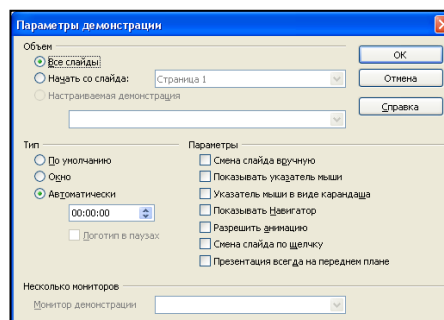 Параметры демонстрации
Объем
Все слайды
Начать со слайда:
Страница 1
Настраиваемая демонстрация
ОК
Отмена
Справка
Тип
По умолчанию
Окно
Автоматически
00:00:00
Логотип в паузах
Параметры
Смена слайда вручную
Показывать указатель мыши
Указатель мыши в виде карандаша
Показывать Навигатор
Разрешить анимацию
Смена слайда по щелчку
Презентация всегда на переднем плане
Несколько мониторов
Монитор демонстрации